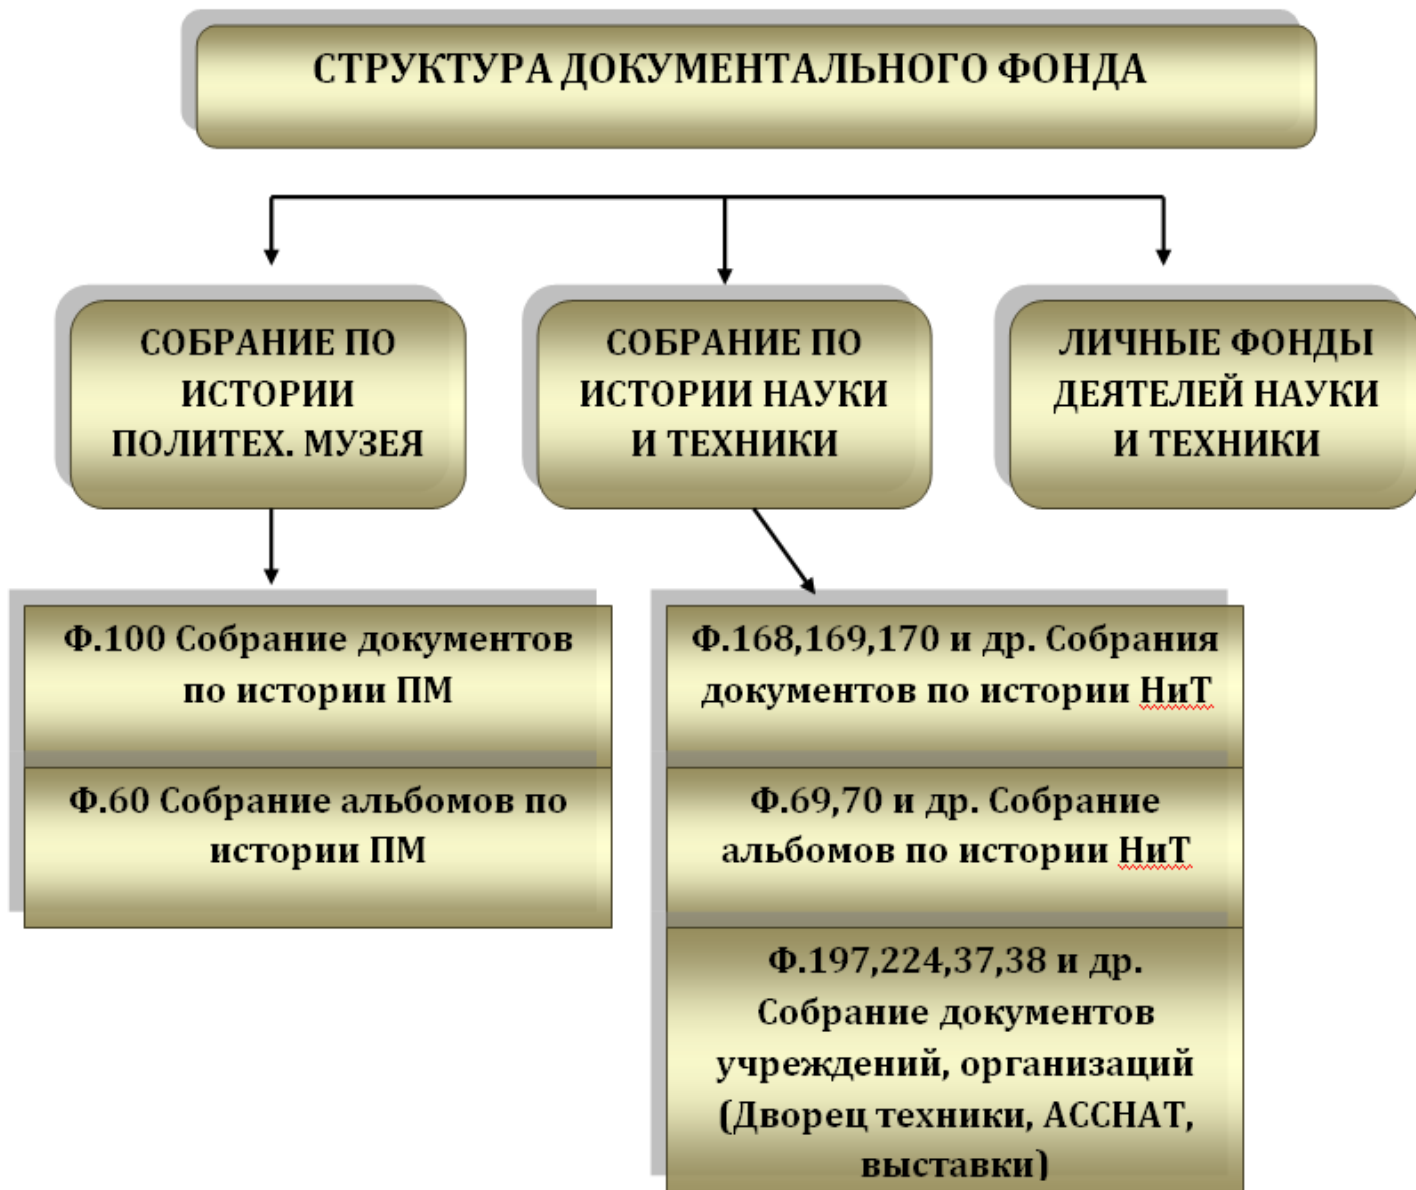 СТРУКТУРА ДОКУМЕНТАЛЬНОГО ФОНДА
СОБРАНИЕ ПО
ИСТОРИИ
ПОЛИТЕХ. МУЗЕЯ
СОБРАНИЕ ПО
ИСТОРИИ НАУКИ
И ТЕХНИКИ
ЛИЧНЫЕ ФОНДЫ
ДЕЯТЕЛЕЙ НАУКИ
И ТЕХНИКИ
Ф.100 Собрание документов
по истории ПМ
Ф.60 Собрание альбомов по
истории ПМ
Ф.168,169,170 и др. Собрания
документов по истории НиТ
Ф.69,70 и др. Собрание
альбомов по истории НиТ
Ф.197,224,37,38 и др.
Собрание документов
учреждений, организаций
(Дворец техники, АССНАТ,
выставки)